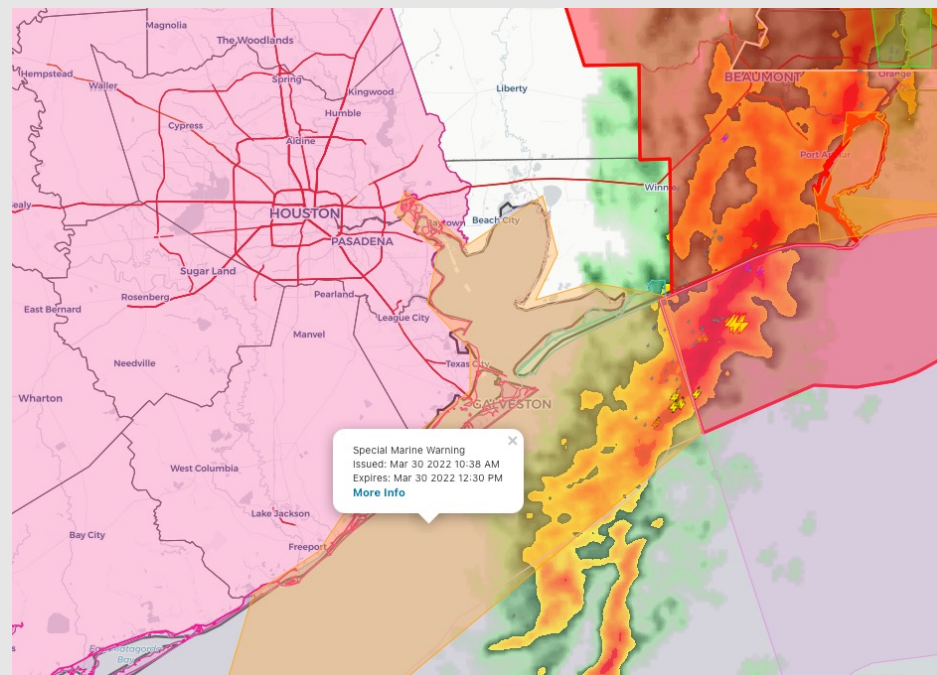 Magnolia
The Woodlands
Hempstead
Waller
Spring
Kingwood
Liberty
BEAUMONT
Orange
Humble
Cypress
Aldine
Winnie
HOUSTON
Beach City
PASADENA
Sugar Land
Rosenberg
Pearland
East Bernard
League City
Manvel
Needville
Texas City
Wharton
GALVESTON
Special Marine Warning
Issued: Mar 30 2022 10:38 AM
Expires: Mar 30 2022 12:30 PM
More Info
West Columbia
Lake Jackson
Bay City
Freeport
Bay